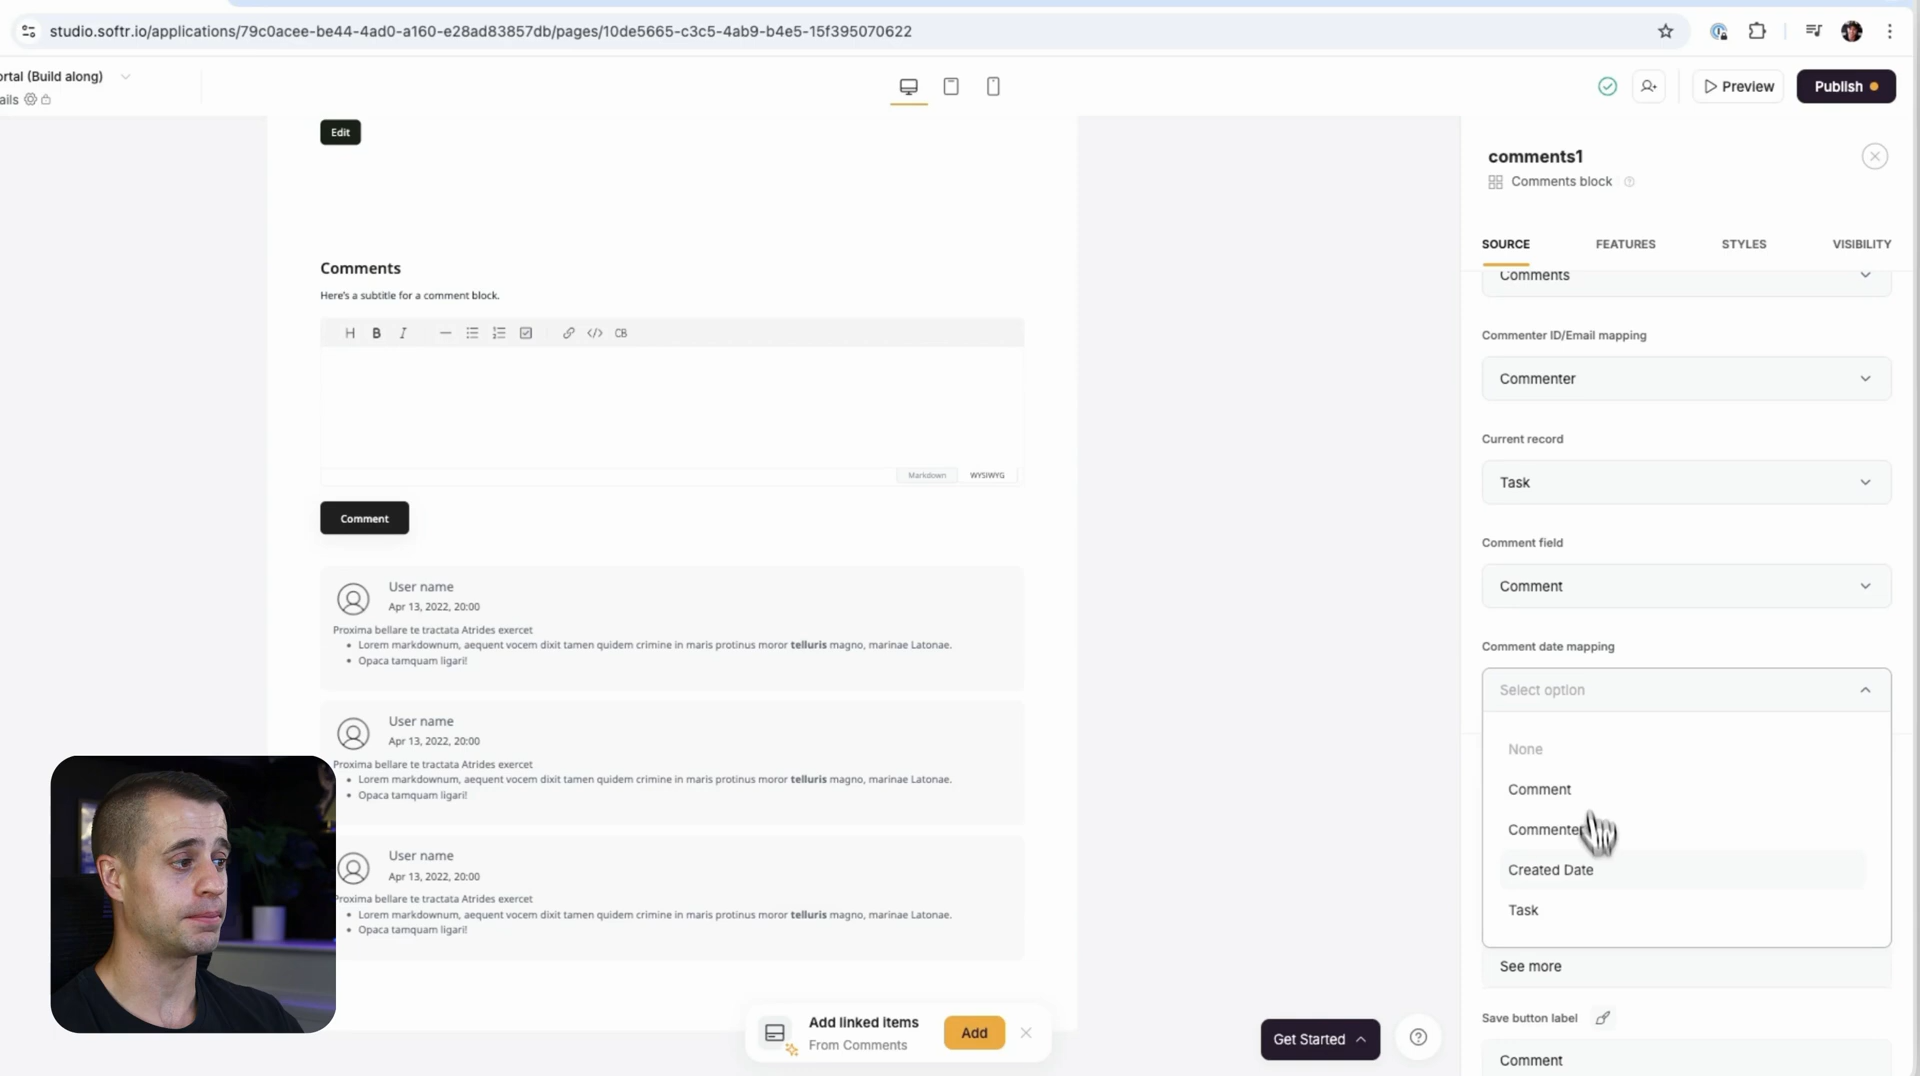 studio.softr.io/applications/79c0acee-be44-4ad0-a160-e28ad83857db/pages/10de5665-c3c5-4ab9-b4e5-15f395070622
ortal (Build along)
ails
Preview
Publish
Edit
Comments
Here's a subtitle for a comment block.
H B I CB
Markdown WYSIWYG
Comment
User name
Apr 13, 2022, 20:00
Proxima bellare te tractata Atrides exercet
Lorem markdownum, aequent vocem dixit tamen quidem crimine in maris protinus moror telluris magno, marinae Latonae.
Opaca tamquam ligari!
User name
Apr 13, 2022, 20:00
Proxima bellare te tractata Atrides exercet
Lorem markdownum, aequent vocem dixit tamen quidem crimine in maris protinus moror telluris magno, marinae Latonae.
Opaca tamquam ligari!
User name
Apr 13, 2022, 20:00
Proxima bellare te tractata Atrides exercet
Lorem markdownum, aequent vocem dixit tamen quidem crimine in maris protinus moror telluris magno, marinae Latonae.
Opaca tamquam ligari!
Add linked items
From Comments
Add
Get Started
comments1
Comments block
SOURCE FEATURES STYLES VISIBILITY
Comments
Commenter ID/Email mapping
Commenter
Current record
Task
Comment field
Comment
Comment date mapping
Select option
None
Comment
Commenter
Created Date
Task
See more
Save button label
Comment